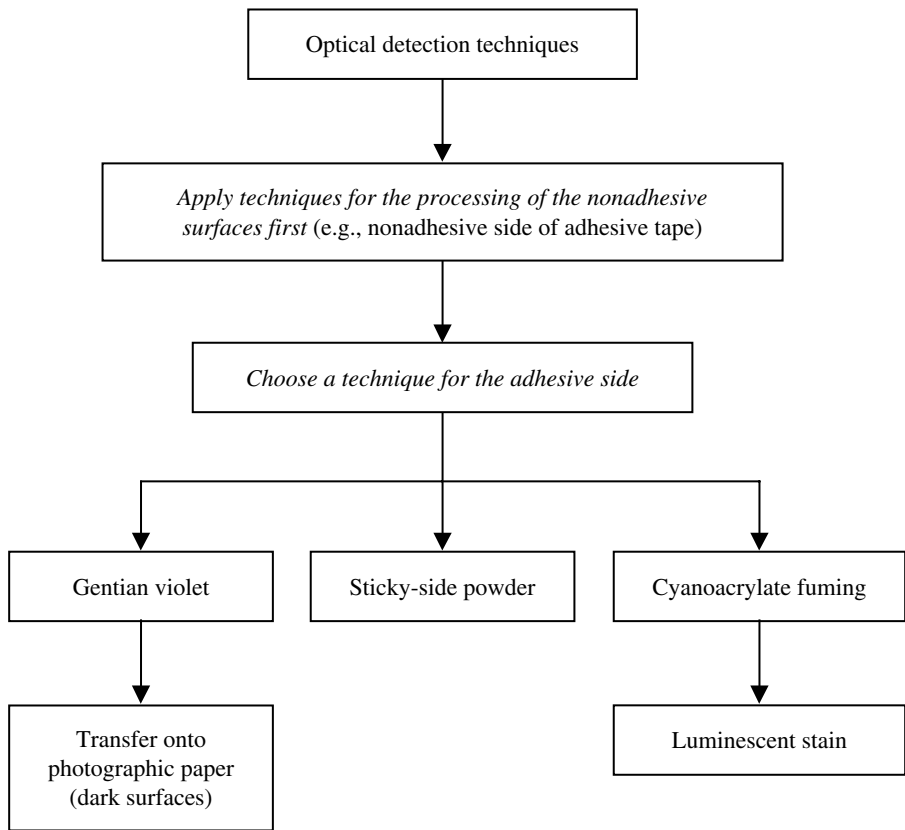 Optical detection techniques
Apply techniques for the processing of the nonadhesive
surfaces first (e.g., nonadhesive side of adhesive tape)
Choose a technique for the adhesive side
Gentian violet
Sticky-side powder
Cyanoacrylate fuming
Transfer onto
photographic paper
(dark surfaces)
Luminescent stain